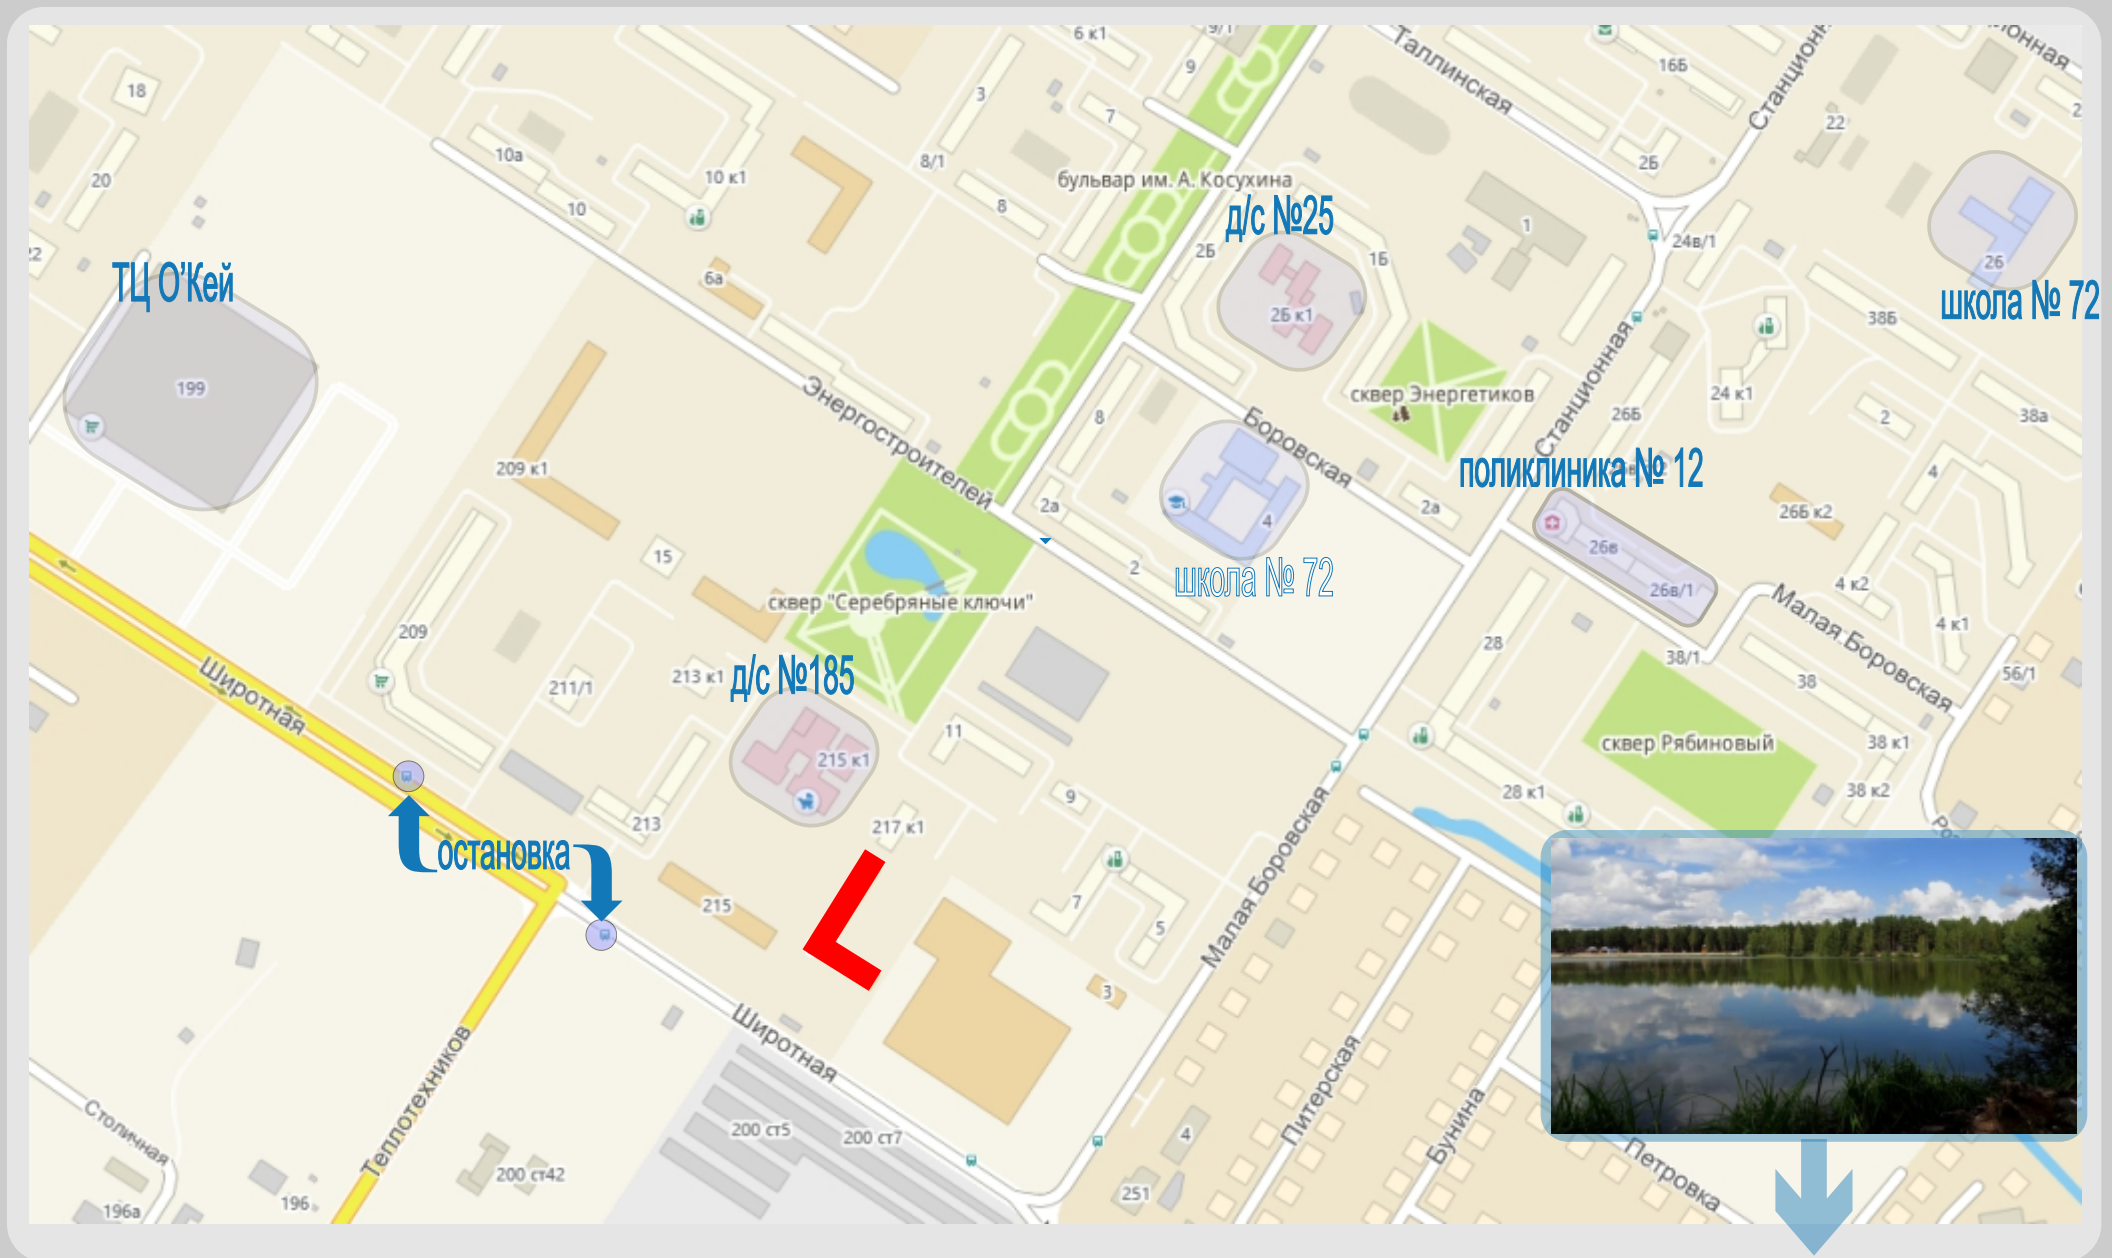 6 к1
9/1
Таллинская
Станционная
16Б
18
9
3
7
22
10а
8/1
2Б
20
10 к1
бульвар им. А. Косухина
10
8
д/с №25
1
24в/1
26
2Б
1Б
ТЦ О'Кей
6а
школа № 72
2Б к1
38Б
199
Энергостроителей
сквер Энергетиков
24 к1
Станционная
26Б
2
38а
8
Боровская
209 к1
поликлиника № 12
4
2а
4
2а
26Б к2
15
2
26в
школа № 72
26в/1
4 к2
сквер "Серебряные ключи"
Малая Боровская
209
4 к1
28
38/1
213 к1
д/с №185
211/1
56/1
38
Широтная
11
сквер Рябиновый
38 к1
215 к1
28 к1
38 к2
9
213
217 к1
остановка
Малая Боровская
215
7
5
3
Широтная
Теплотехников
Питерская
Бунина
Столичная
200 ст5
200 ст7
4
Петровка
200 ст42
196а
196
251